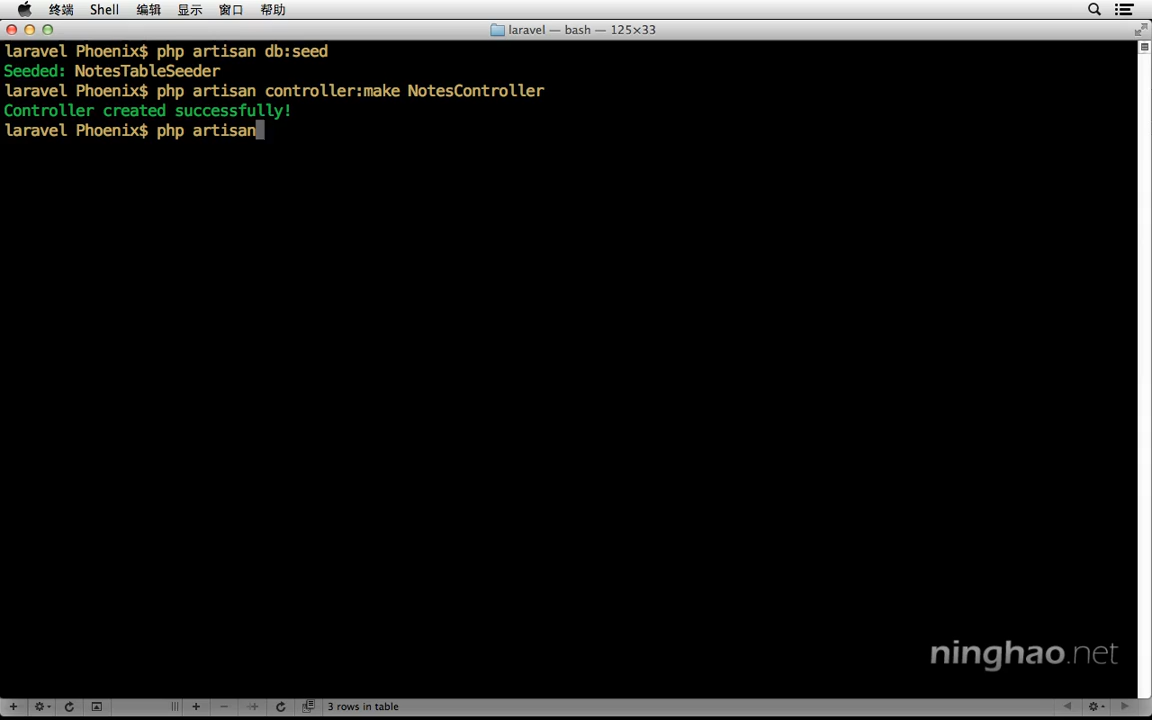 终端 Shell 编辑 显示 窗口 帮助
laravel — bash — 125×33
laravel Phoenix$ php artisan db:seed
Seeded: NotesTableSeeder
laravel Phoenix$ php artisan controller:make NotesController
Controller created successfully!
laravel Phoenix$ php artisan
ninghao.net
3 rows in table